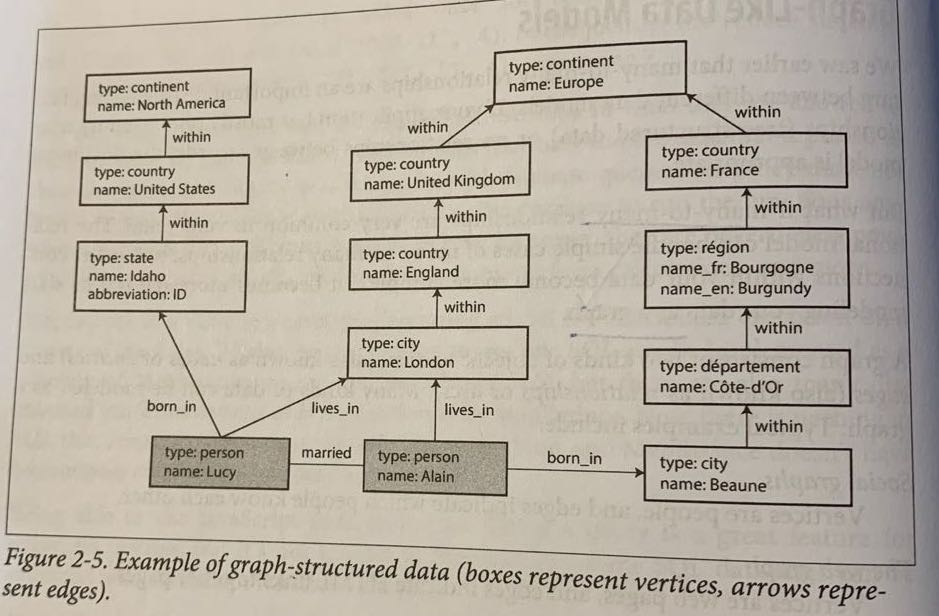 type: continent
name: North America
within
type: country
name: United States
within
type: state
name: Idaho
abbreviation: ID
type: continent
name: Europe
within
within
type: country
name: United Kingdom
within
type: country
name: England
within
type: city
name: London
type: country
name: France
within
type: région
name_fr: Bourgogne
name_en: Burgundy
within
type: département
name: Côte-d'Or
within
born_in
lives_in
lives_in
type: person
name: Lucy
married
type: person
name: Alain
born_in
type: city
name: Beaune
Figure 2-5. Example of graph-structured data (boxes represent vertices, arrows repre-
sent edges).